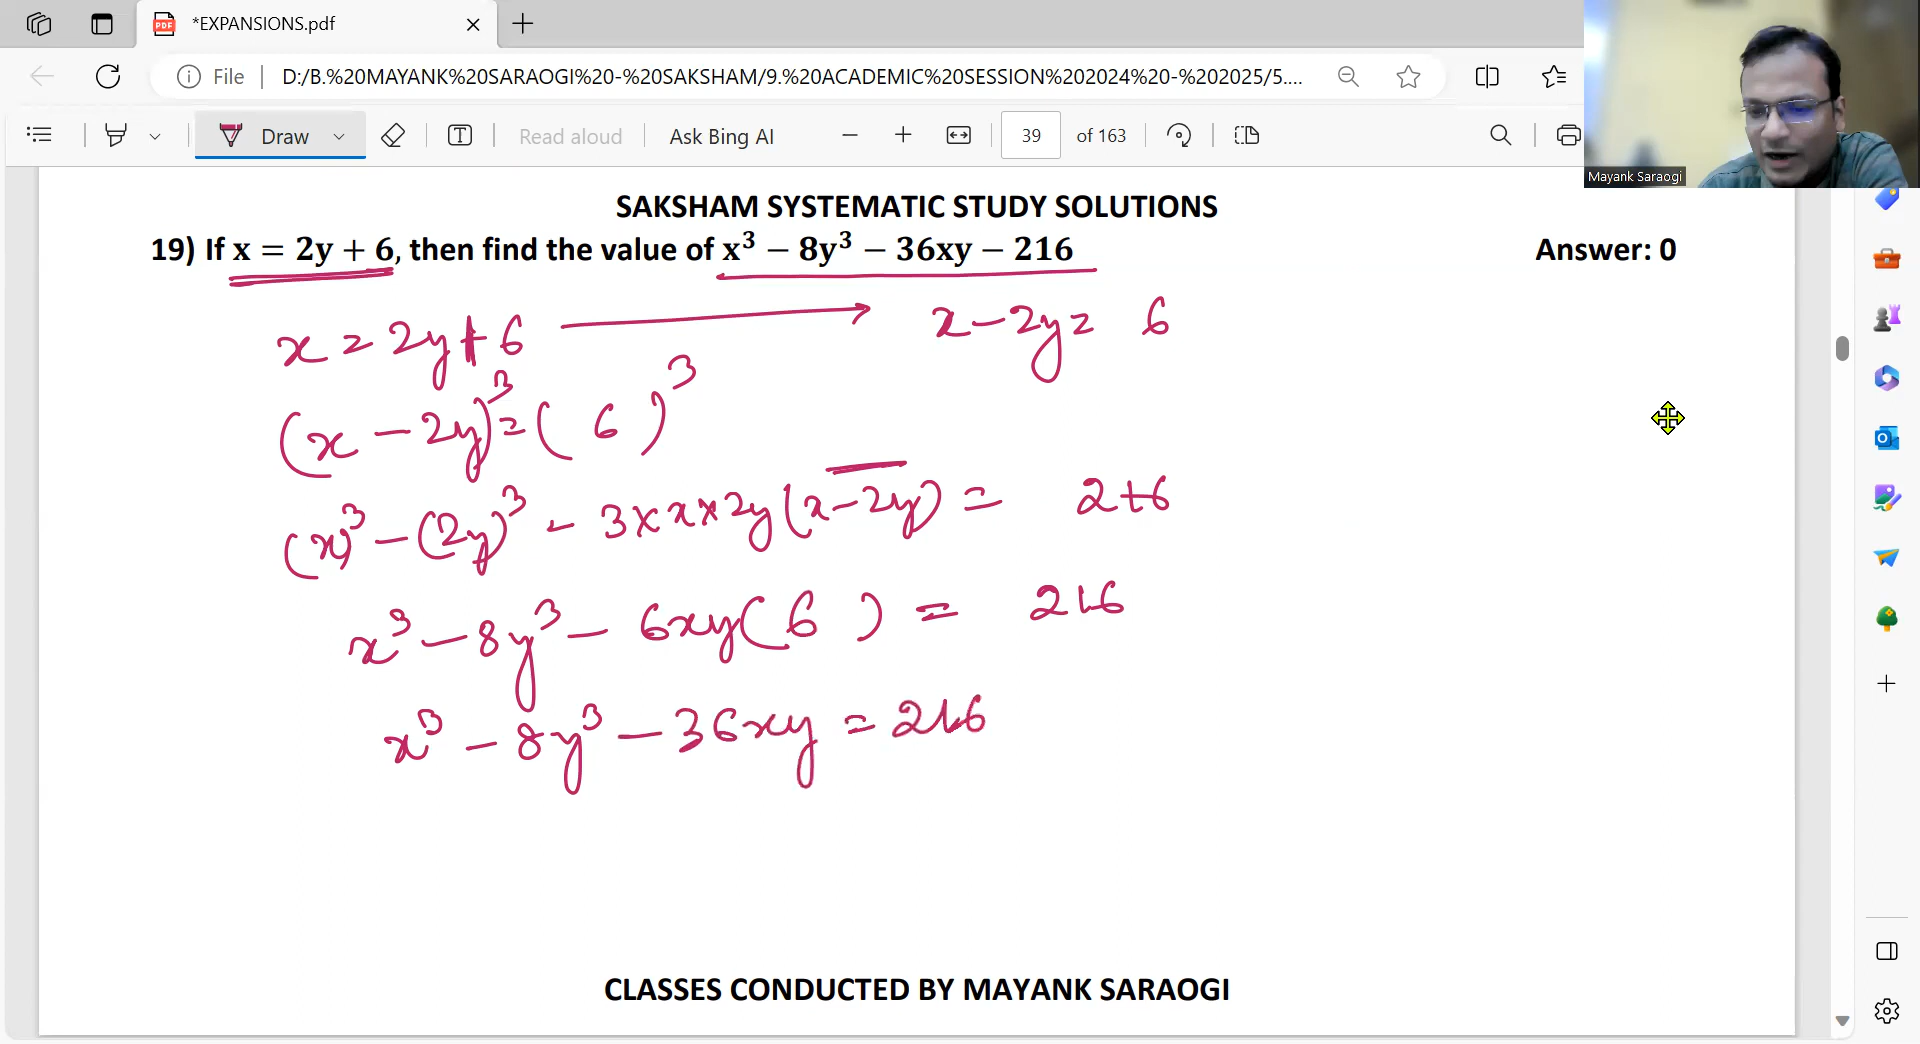 *EXPANSIONS.pdf
File
D:/B.%20MAYANK%20SARAOGI%20-%20SAKSHAM/9.%20ACADEMIC%20SESSION%202024%20-%202025/5....
Draw
Read aloud
Ask Bing AI
39 of 163
Mayank Saraogi
SAKSHAM SYSTEMATIC STUDY SOLUTIONS
19) If x = 2y + 6, then find the value of x³ − 8y³ − 36xy − 216 Answer: 0
x = 2y + 6 ⟶ x − 2y = 6
(x − 2y)³ = ( 6 )³
(x)³ − (2y)³ − 3 × x × 2y (x − 2y) = 216
x³ − 8y³ − 6xy ( 6 ) = 216
x³ − 8y³ − 36xy = 216
CLASSES CONDUCTED BY MAYANK SARAOGI